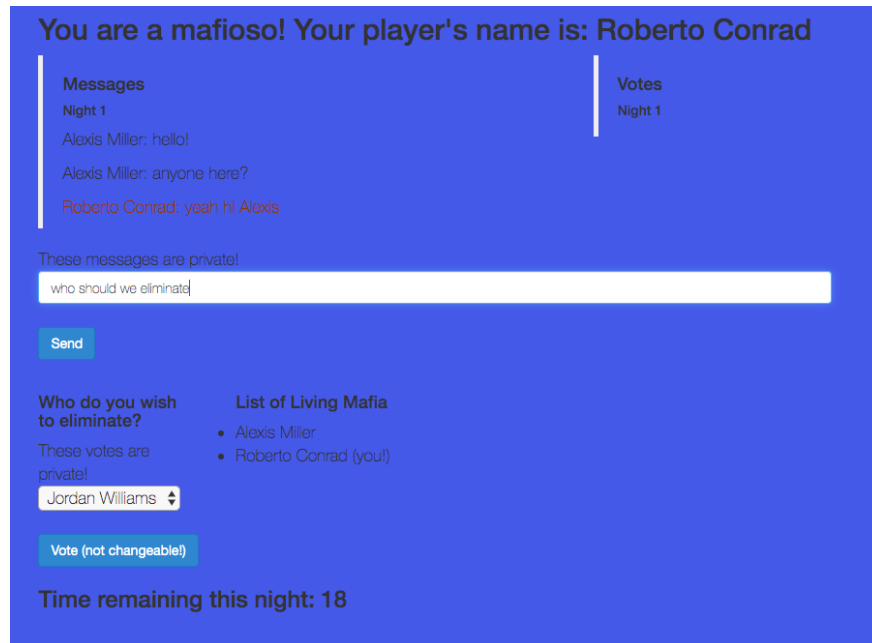 You are a mafioso! Your player's name is: Roberto Conrad
Messages
Night 1
Alexis Miller: hello!
Alexis Miller: anyone here?
Roberto Conrad: yeah hi Alexis
Votes
Night 1
These messages are private!
who should we eliminate
Send
Who do you wish
to eliminate?
These votes are
private!
Jordan Williams
Vote (not changeable!)
List of Living Mafia
Alexis Miller
Roberto Conrad (you!)
Time remaining this night: 18